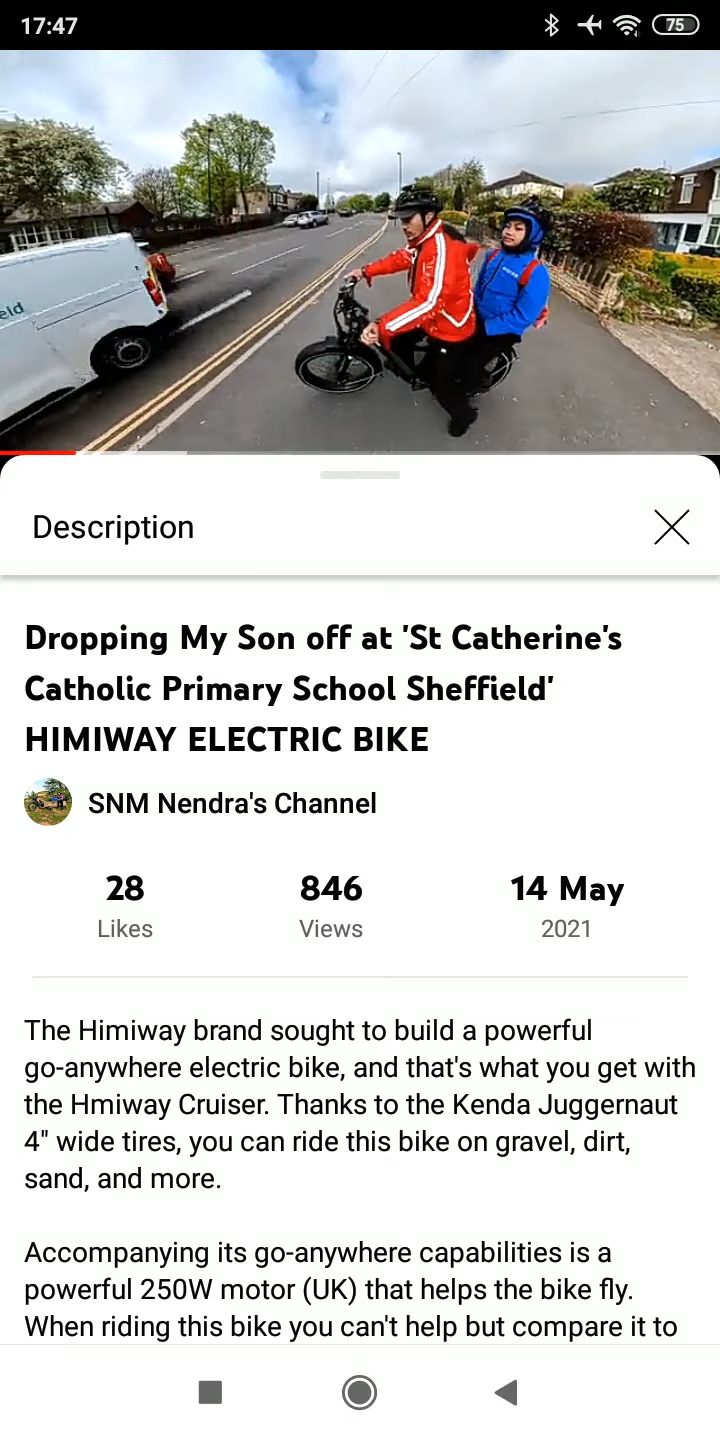 17:47
75
eld
Description
Dropping My Son off at 'St Catherine's
Catholic Primary School Sheffield'
HIMIWAY ELECTRIC BIKE
SNM Nendra's Channel
28
Likes
846
Views
14 May
2021
The Himiway brand sought to build a powerful
go-anywhere electric bike, and that's what you get with
the Hmiway Cruiser. Thanks to the Kenda Juggernaut
4" wide tires, you can ride this bike on gravel, dirt,
sand, and more.
Accompanying its go-anywhere capabilities is a
powerful 250W motor (UK) that helps the bike fly.
When riding this bike you can't help but compare it to